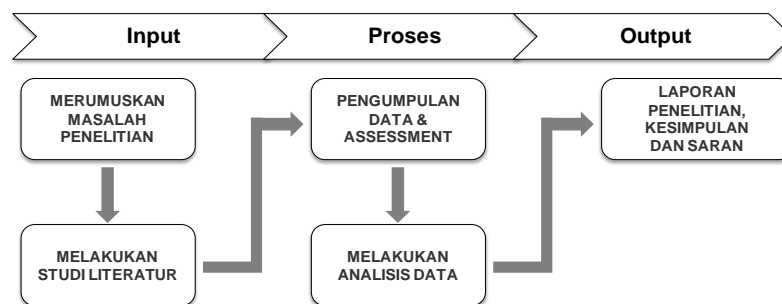 Input
Proses
Output
MERUMUSKAN
MASALAH
PENELITIAN
MELAKUKAN
STUDI LITERATUR
PENGUMPULAN
DATA &
ASSESSMENT
MELAKUKAN
ANALISIS DATA
LAPORAN
PENELITIAN,
KESIMPULAN
DAN SARAN